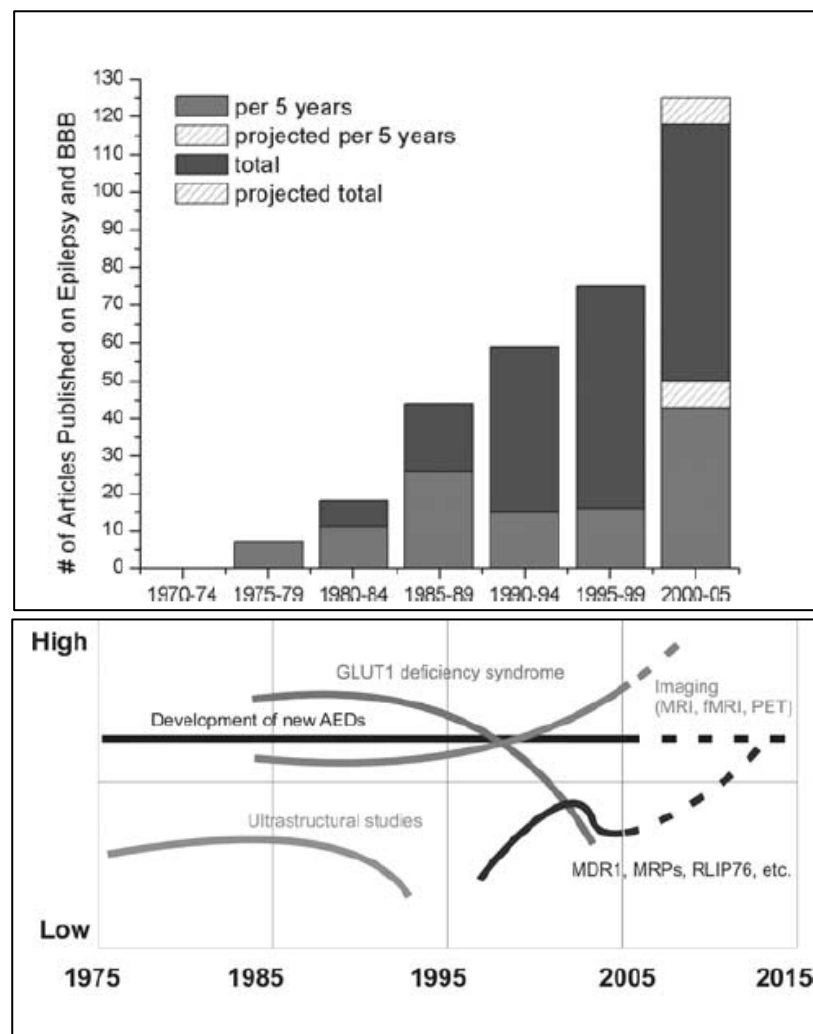 # of Articles Published on Epilepsy and BBB
130
120
110
100
90
80
70
60
50
40
30
20
10
0
per 5 years
projected per 5 years
total
projected total
1970-74 1975-79 1980-84 1985-89 1990-94 1995-99 2000-05
High
GLUT1 deficiency syndrome
Imaging
(MRI, fMRI, PET)
Development of new AEDs
Ultrastructural studies
MDR1, MRPs, RLIP76, etc.
Low
1975 1985 1995 2005 2015